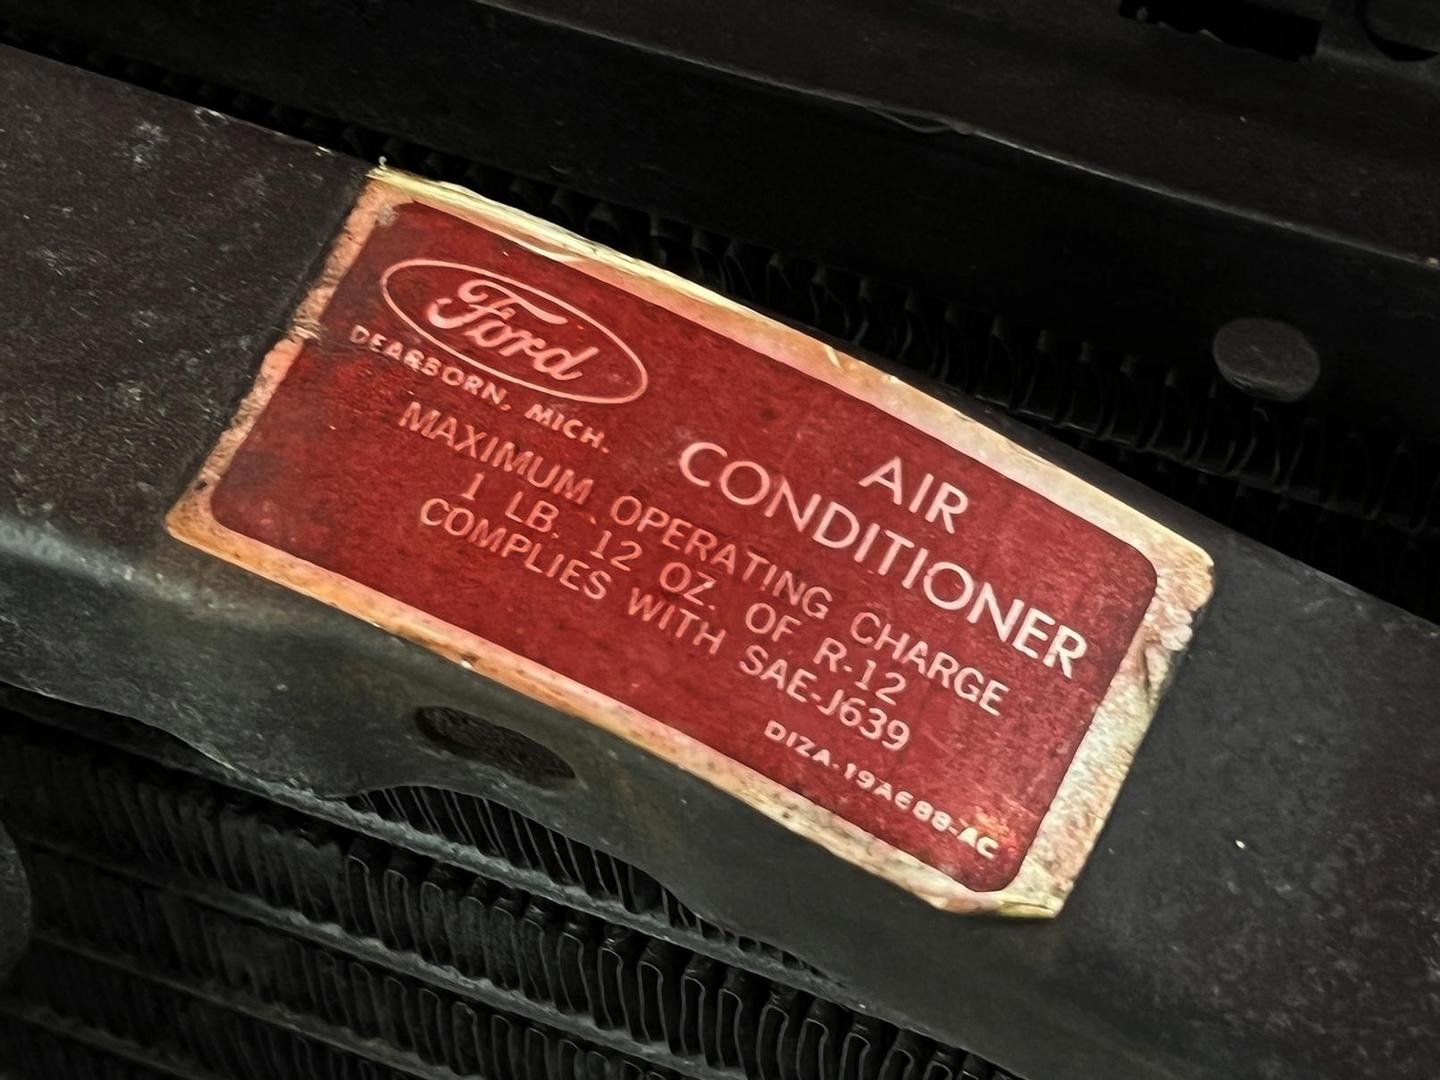 Ford
DEARBORN, MICH.
AIR
CONDITIONER
MAXIMUM OPERATING CHARGE
1 LB. 12 OZ. OF R-12
COMPLIES WITH SAE-J639
DIZA-19A688-AC